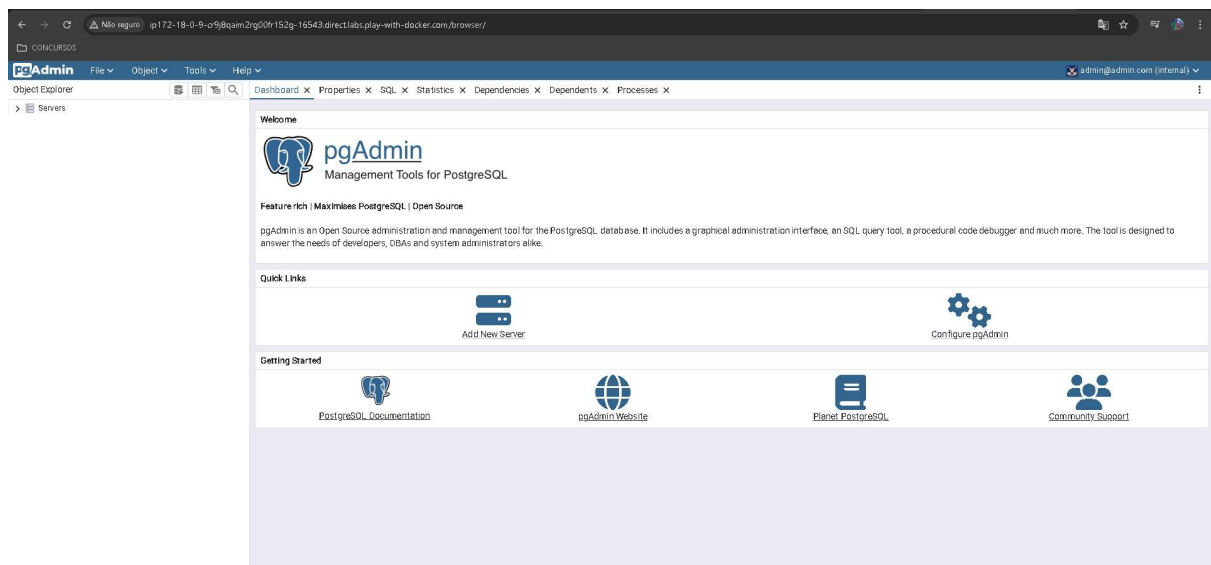 Não seguro ip172-18-0-9-cr9j8qaim2rg00fr152g-16543.direct.labs.play-with-docker.com/browser/
CONCURSOS
pgAdmin File Object Tools Help admin@admin.com (internal)
Object Explorer Dashboard Properties SQL Statistics Dependencies Dependents Processes
Servers
Welcome
pgAdmin
Management Tools for PostgreSQL
Feature rich | Maximises PostgreSQL | Open Source
pgAdmin is an Open Source administration and management tool for the PostgreSQL database. It includes a graphical administration interface, an SQL query tool, a procedural code debugger and much more. The tool is designed to
answer the needs of developers, DBAs and system administrators alike.
Quick Links
Add New Server Configure pgAdmin
Getting Started
PostgreSQL Documentation pgAdmin Website Planet PostgreSQL Community Support